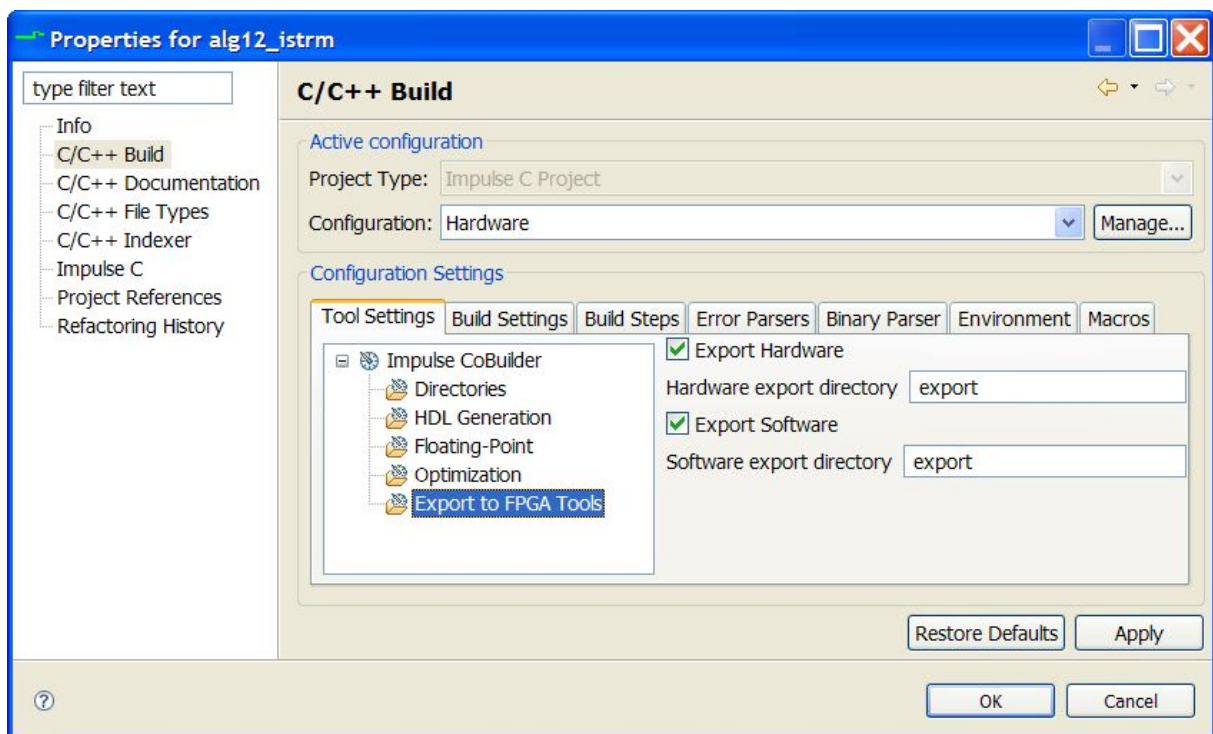 Properties for alg12_istrm
type filter text
Info
C/C++ Build
C/C++ Documentation
C/C++ File Types
C/C++ Indexer
Impulse C
Project References
Refactoring History
C/C++ Build
Active configuration
Project Type: Impulse C Project
Configuration: Hardware Manage...
Configuration Settings
Tool Settings Build Settings Build Steps Error Parsers Binary Parser Environment Macros
Impulse CoBuilder
Directories
HDL Generation
Floating-Point
Optimization
Export to FPGA Tools
Export Hardware
Hardware export directory export
Export Software
Software export directory export
Restore Defaults Apply
? OK Cancel